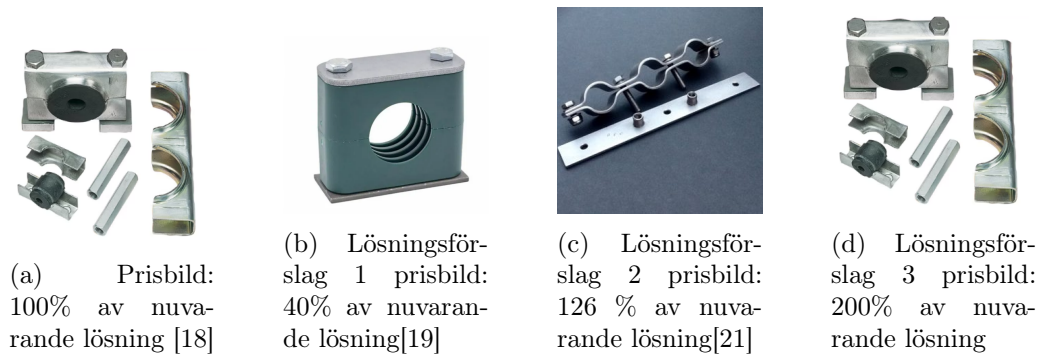 (a) Prisbild:
100% av nuva-
rande lösning [18]
(b) Lösningsför-
slag 1 prisbild:
40% av nuvaran-
de lösning[19]
(c) Lösningsför-
slag 2 prisbild:
126 % av nuva-
rande lösning[21]
(d) Lösningsför-
slag 3 prisbild:
200% av nuva-
rande lösning